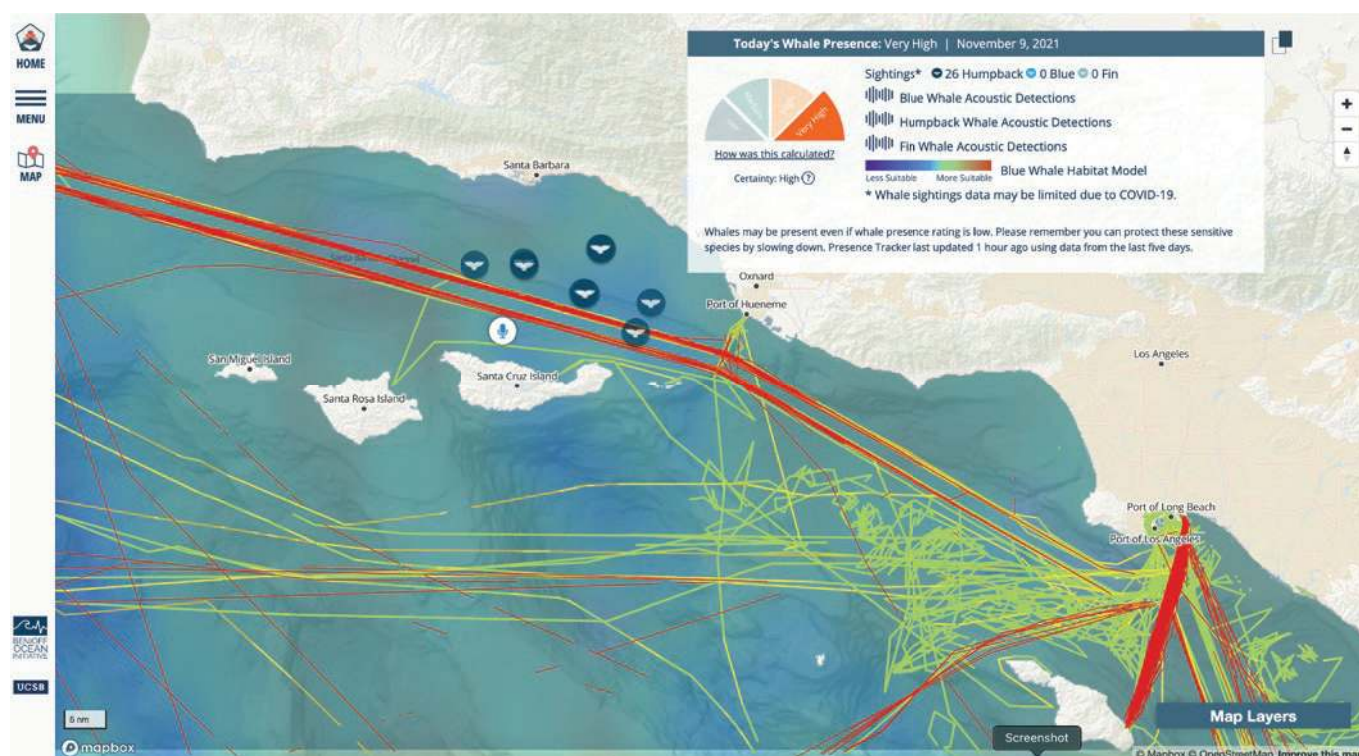 HOME
MENU
MAP
Today's Whale Presence: Very High | November 9, 2021
Sightings* 26 Humpback 0 Blue 0 Fin
Blue Whale Acoustic Detections
Humpback Whale Acoustic Detections
Fin Whale Acoustic Detections
Very High
How was this calculated?
Certainty: High ?
Less Suitable More Suitable Blue Whale Habitat Model
* Whale sightings data may be limited due to COVID-19.
Whales may be present even if whale presence rating is low. Please remember you can protect these sensitive
species by slowing down. Presence Tracker last updated 1 hour ago using data from the last five days.
Santa Barbara
Oxnard
Port of Hueneme
Los Angeles
San Miguel Island
Santa Cruz Island
Santa Rosa Island
Port of Long Beach
Port of Los Angeles
BENIOFF
OCEAN
INITIATIVE
UCSB
6 nm
Map Layers
Screenshot
mapbox
© Mapbox © OpenStreetMap Improve this map